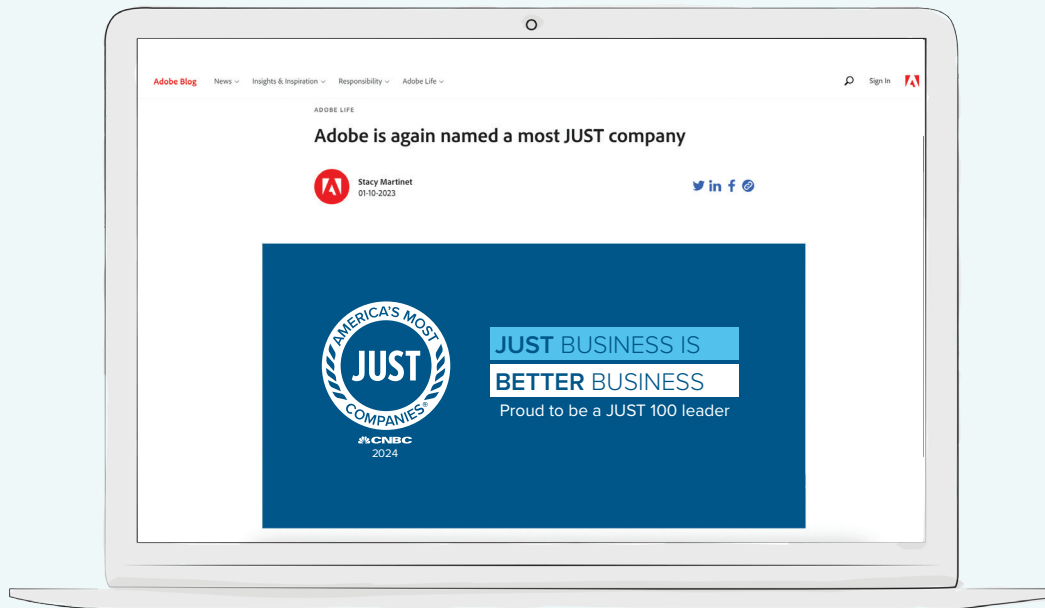 Adobe Blog News Insights & Inspiration Responsibility Adobe Life Sign In
ADOBE LIFE
Adobe is again named a most JUST company
Stacy Martinet
01-10-2023
AMERICA'S MOST
JUST
COMPANIES®
CNBC
2024
JUST BUSINESS IS
BETTER BUSINESS
Proud to be a JUST 100 leader